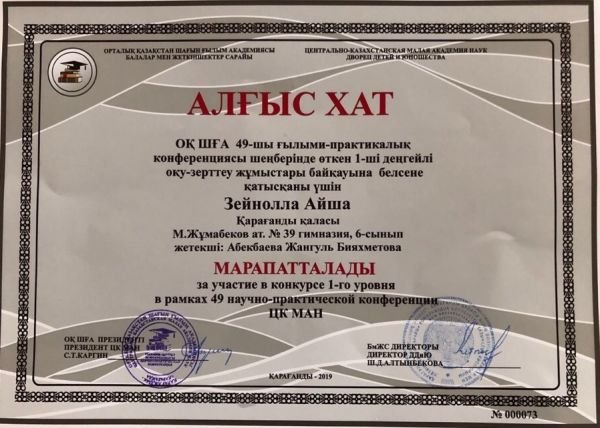 ОРТАЛЫҚ ҚАЗАҚСТАН ШАҒЫН ҒЫЛЫМ АКАДЕМИЯСЫ
БАЛАЛАР МЕН ЖЕТКІНШЕКТЕР САРАЙЫ
ЦЕНТРАЛЬНО-КАЗАХСТАНСКАЯ МАЛАЯ АКАДЕМИЯ НАУК
ДВОРЕЦ ДЕТЕЙ И ЮНОШЕСТВА
АЛҒЫС ХАТ
ОҚ ШҒА 49-шы ғылыми-практикалық
конференциясы шеңберінде өткен 1-ші деңгейлі
оқу-зерттеу жұмыстары байқауына белсене
қатысқаны үшін
Зейнолла Айша
Қарағанды қаласы
М.Жұмабеков ат. № 39 гимназия, 6-сынып
жетекші: Абекбаева Жангуль Бияхметова
МАРАПАТТАЛАДЫ
за участие в конкурсе 1-го уровня
в рамках 49 научно-практической конференции
ЦК МАН
ОҚ ШҒА ПРЕЗИДЕНТІ
ПРЕЗИДЕНТ ЦК МАН
С.Т.КАРГИН
БмЖС ДИРЕКТОРЫ
ДИРЕКТОР ДДиЮ
Ш.Д.АЛТЫНБЕКОВА
ҚАРАҒАНДЫ - 2019
№ 000073